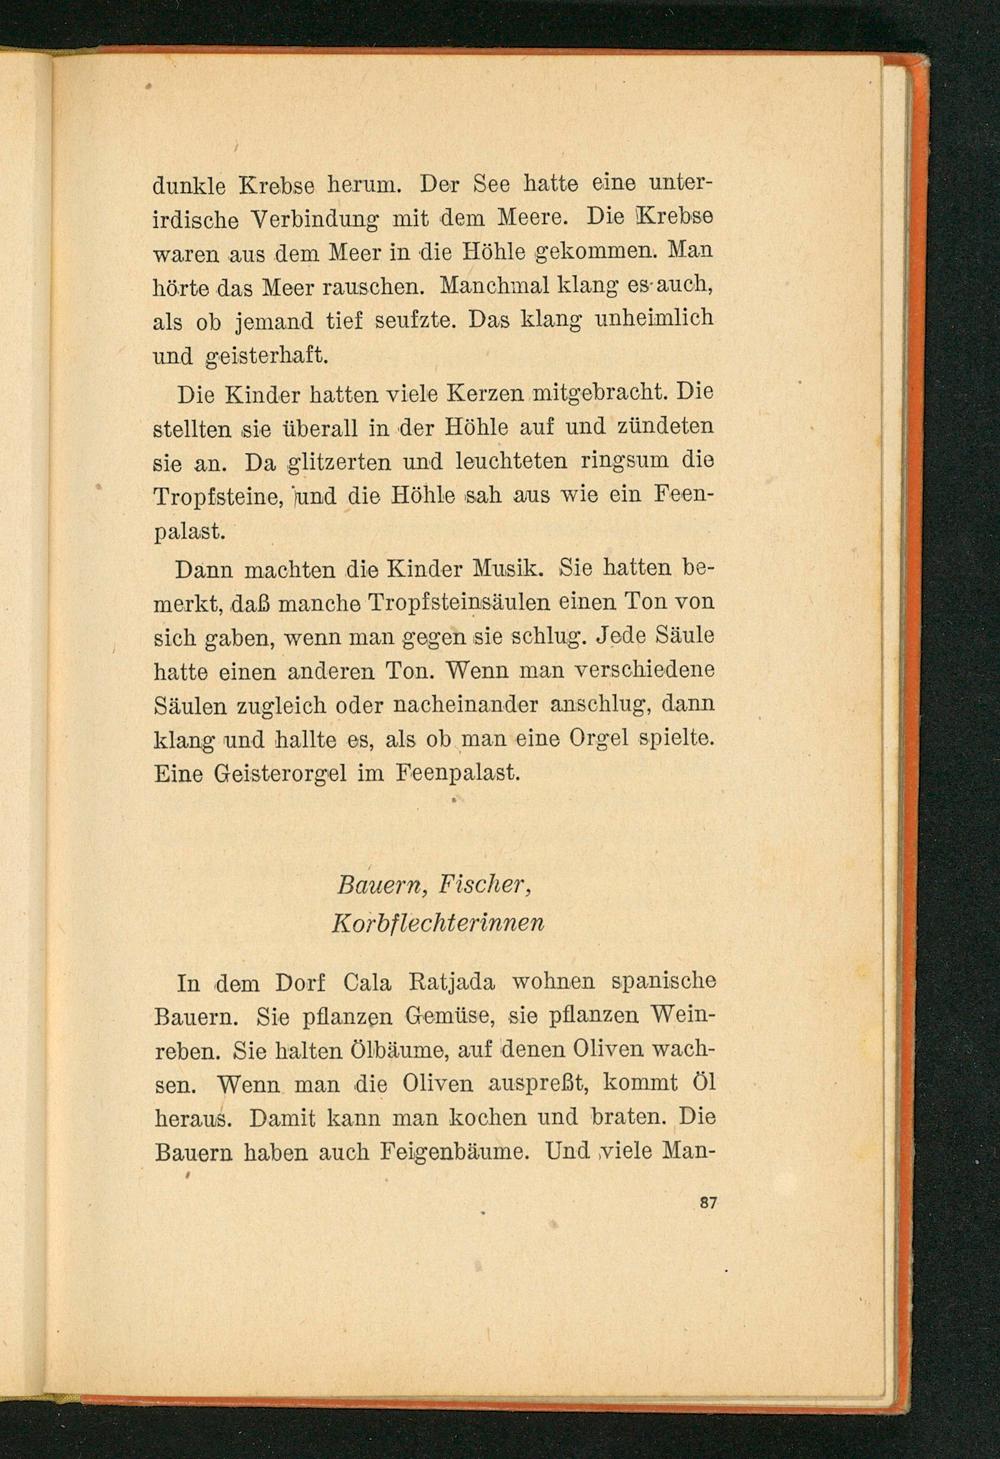 dunkle Krebse herum. Der See hatte eine unter-
irdische Verbindung mit dem Meere. Die Krebse
waren aus dem Meer in die Höhle gekommen. Man
hörte das Meer rauschen. Manchmal klang es auch,
als ob jemand tief seufzte. Das klang unheimlich
und geisterhaft.
Die Kinder hatten viele Kerzen mitgebracht. Die
stellten sie überall in der Höhle auf und zündeten
sie an. Da glitzerten und leuchteten ringsum die
Tropfsteine, und die Höhle sah aus wie ein Feen-
palast.
Dann machten die Kinder Musik. Sie hatten be-
merkt, daß manche Tropfsteinsäulen einen Ton von
sich gaben, wenn man gegen sie schlug. Jede Säule
hatte einen anderen Ton. Wenn man verschiedene
Säulen zugleich oder nacheinander anschlug, dann
klang und hallte es, als ob man eine Orgel spielte.
Eine Geisterorgel im Feenpalast.
Bauern, Fischer,
Korbflechterinnen
In dem Dorf Cala Ratjada wohnen spanische
Bauern. Sie pflanzen Gemüse, sie pflanzen Wein-
reben. Sie halten Ölbäume, auf denen Oliven wach-
sen. Wenn man die Oliven auspreßt, kommt Öl
heraus. Damit kann man kochen und braten. Die
Bauern haben auch Feigenbäume. Und viele Man-
87